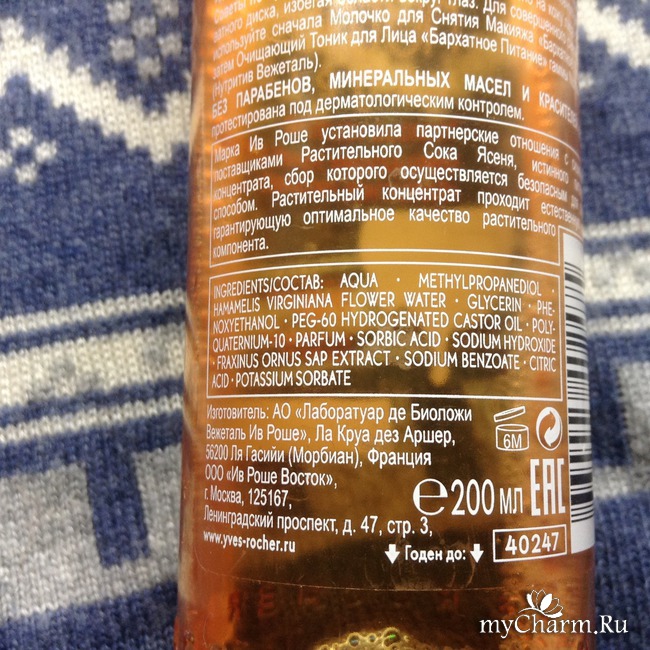 ватного диска, избегая области вокруг глаз. Для совершенного
используйте сначала Молочко для Снятия Макияжа
затем Очищающий Тоник для Лица «Бархатное Питание» гаммы
(Нутритив Вежеталь).
БЕЗ ПАРАБЕНОВ, МИНЕРАЛЬНЫХ МАСЕЛ И
протестирована под дерматологическим контролем.
Марка Ив Роше установила партнерские отношения с
поставщиками Растительного Сока Ясеня, истинного
концентрата, сбор которого осуществляется безопасным для
способом. Растительный концентрат проходит
гарантирующую оптимальное качество растительного
компонента.
INGREDIENTS/СОСТАВ: AQUA · METHYLPROPANEDIOL ·
HAMAMELIS VIRGINIANA FLOWER WATER · GLYCERIN · PHE-
NOXYETHANOL · PEG-60 HYDROGENATED CASTOR OIL · POLY-
QUATERNIUM-10 · PARFUM · SORBIC ACID · SODIUM HYDROXIDE
· FRAXINUS ORNUS SAP EXTRACT · SODIUM BENZOATE · CITRIC
ACID · POTASSIUM SORBATE
Изготовитель: АО «Лаборатуар де Биоложи
Вежеталь Ив Роше», Ла Круа дез Аршер,
56200 Ля Гасийи (Морбиан), Франция
ООО «Ив Роше Восток»,
г. Москва, 125167,
Ленинградский проспект, д. 47, стр. 3,
www.yves-rocher.ru
6M
℮ 200 мл
EAC
Годен до:
40247
myCharm.Ru